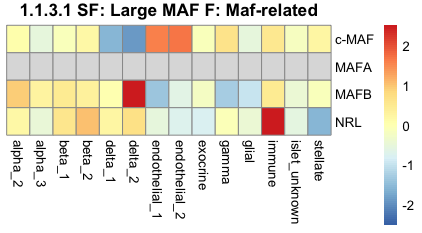 1.1.3.1 SF: Large MAF F: Maf-related
c-MAF
MAFA
MAFB
NRL
alpha_2
alpha_3
beta_1
beta_2
delta_1
delta_2
endothelial_1
endothelial_2
exocrine
gamma
glial
immune
islet_unknown
stellate
2
1
0
-1
-2